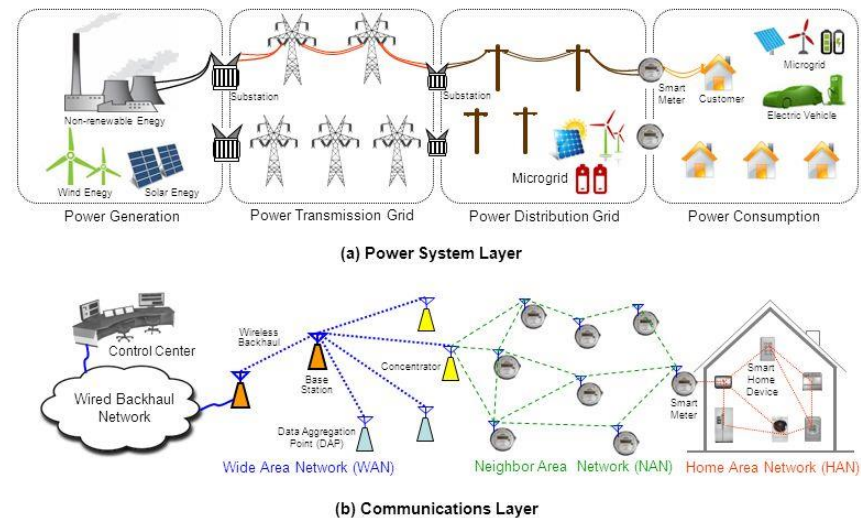 Non-renewable Enegy
Wind Enegy
Solar Enegy
Substation
Substation
Microgrid
Smart
Meter
Customer
Microgrid
Electric Vehicle
Power Generation
Power Transmission Grid
Power Distribution Grid
Power Consumption
(a) Power System Layer
Control Center
Wired Backhaul
Network
Wireless
Backhaul
Base
Station
Concentrator
Data Aggregation
Point (DAP)
Smart
Meter
Smart
Home
Device
Wide Area Network (WAN)
Neighbor Area Network (NAN)
Home Area Network (HAN)
(b) Communications Layer